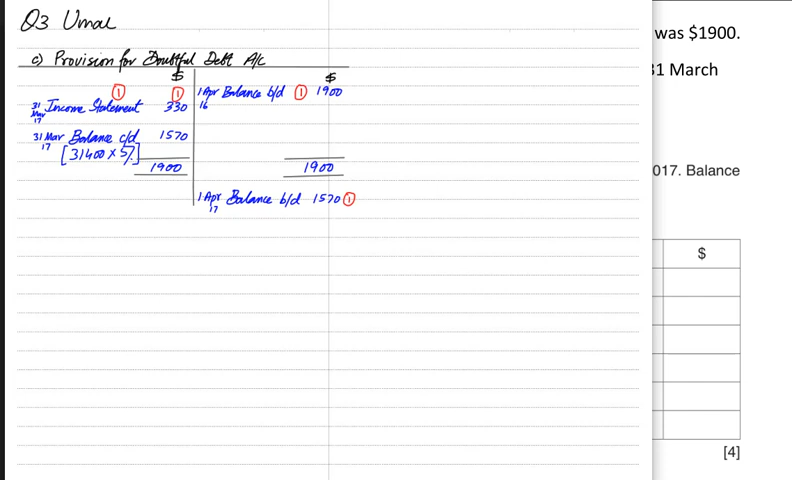 Q3 Umal
c) Provision for Doubtful Debt A/c
$ $
① ① 1 Apr Balance b/d ① 1900
31 Mar 17 Income Statement 330 16
31 Mar 17 Balance c/d 1570
[31400 x 5%]
1900 1900
1 Apr 17 Balance b/d 1570 ①
was $1900.
31 March
017. Balance
$
[4]